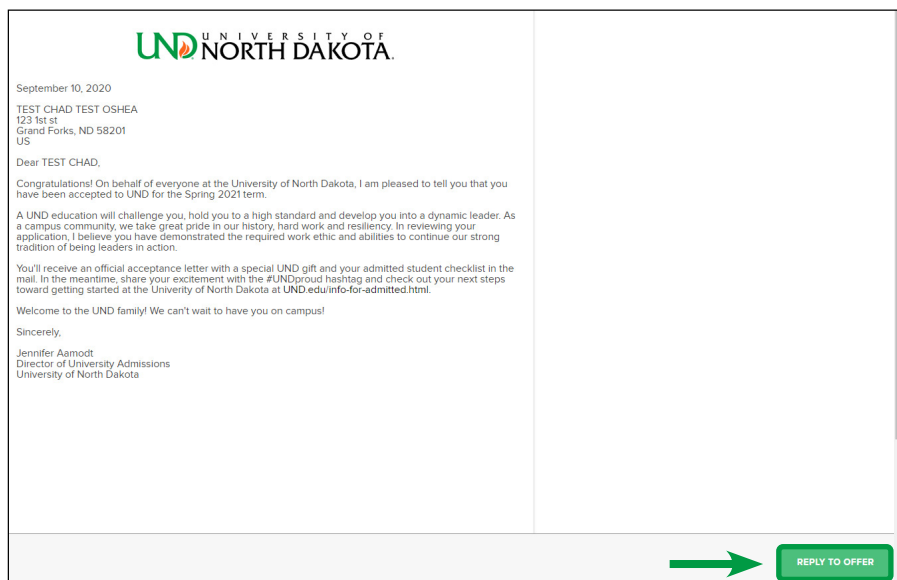 UND UNIVERSITY OF
NORTH DAKOTA.
September 10, 2020
TEST CHAD TEST OSHEA
123 1st st
Grand Forks, ND 58201
US
Dear TEST CHAD,
Congratulations! On behalf of everyone at the University of North Dakota, I am pleased to tell you that you
have been accepted to UND for the Spring 2021 term.
A UND education will challenge you, hold you to a high standard and develop you into a dynamic leader. As
a campus community, we take great pride in our history, hard work and resiliency. In reviewing your
application, I believe you have demonstrated the required work ethic and abilities to continue our strong
tradition of being leaders in action.
You'll receive an official acceptance letter with a special UND gift and your admitted student checklist in the
mail. In the meantime, share your excitement with the #UNDproud hashtag and check out your next steps
toward getting started at the Univerity of North Dakota at UND.edu/info-for-admitted.html.
Welcome to the UND family! We can't wait to have you on campus!
Sincerely,
Jennifer Aamodt
Director of University Admissions
University of North Dakota
REPLY TO OFFER